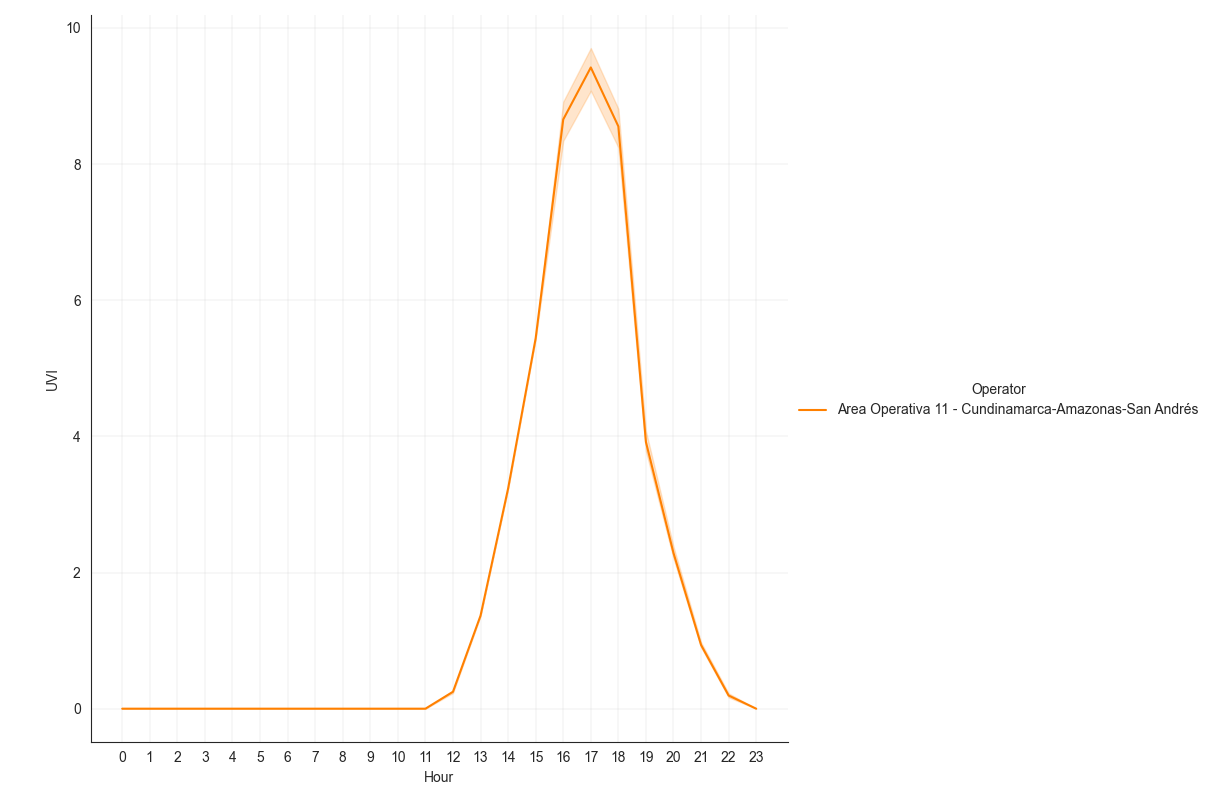 10
8
6
4
2
0
UVI
0 1 2 3 4 5 6 7 8 9 10 11 12 13 14 15 16 17 18 19 20 21 22 23
Hour
Operator
Area Operativa 11 - Cundinamarca-Amazonas-San Andrés